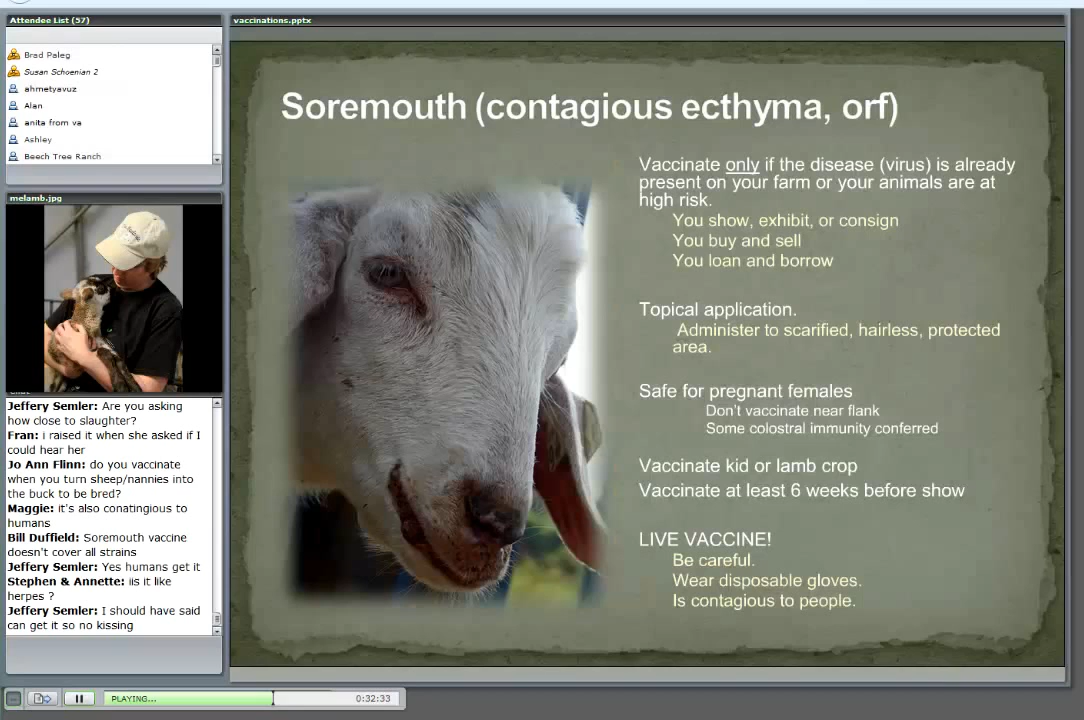 Attendee List (57)
Brad Paleg
Susan Schoenian 2
ahmetyavuz
Alan
anita from va
Ashley
Beech Tree Ranch
melamb.jpg
Jeffery Semler: Are you asking
how close to slaughter?
Fran: i raised it when she asked if I
could hear her
Jo Ann Flinn: do you vaccinate
when you turn sheep/nannies into
the buck to be bred?
Maggie: it's also conatingious to
humans
Bill Duffield: Soremouth vaccine
doesn't cover all strains
Jeffery Semler: Yes humans get it
Stephen & Annette: iis it like
herpes ?
Jeffery Semler: I should have said
can get it so no kissing
vaccinations.pptx
Soremouth (contagious ecthyma, orf)
Vaccinate only if the disease (virus) is already
present on your farm or your animals are at
high risk.
You show, exhibit, or consign
You buy and sell
You loan and borrow
Topical application.
Administer to scarified, hairless, protected
area.
Safe for pregnant females
Don't vaccinate near flank
Some colostral immunity conferred
Vaccinate kid or lamb crop
Vaccinate at least 6 weeks before show
LIVE VACCINE!
Be careful.
Wear disposable gloves.
Is contagious to people.
PLAYING...
0:32:33